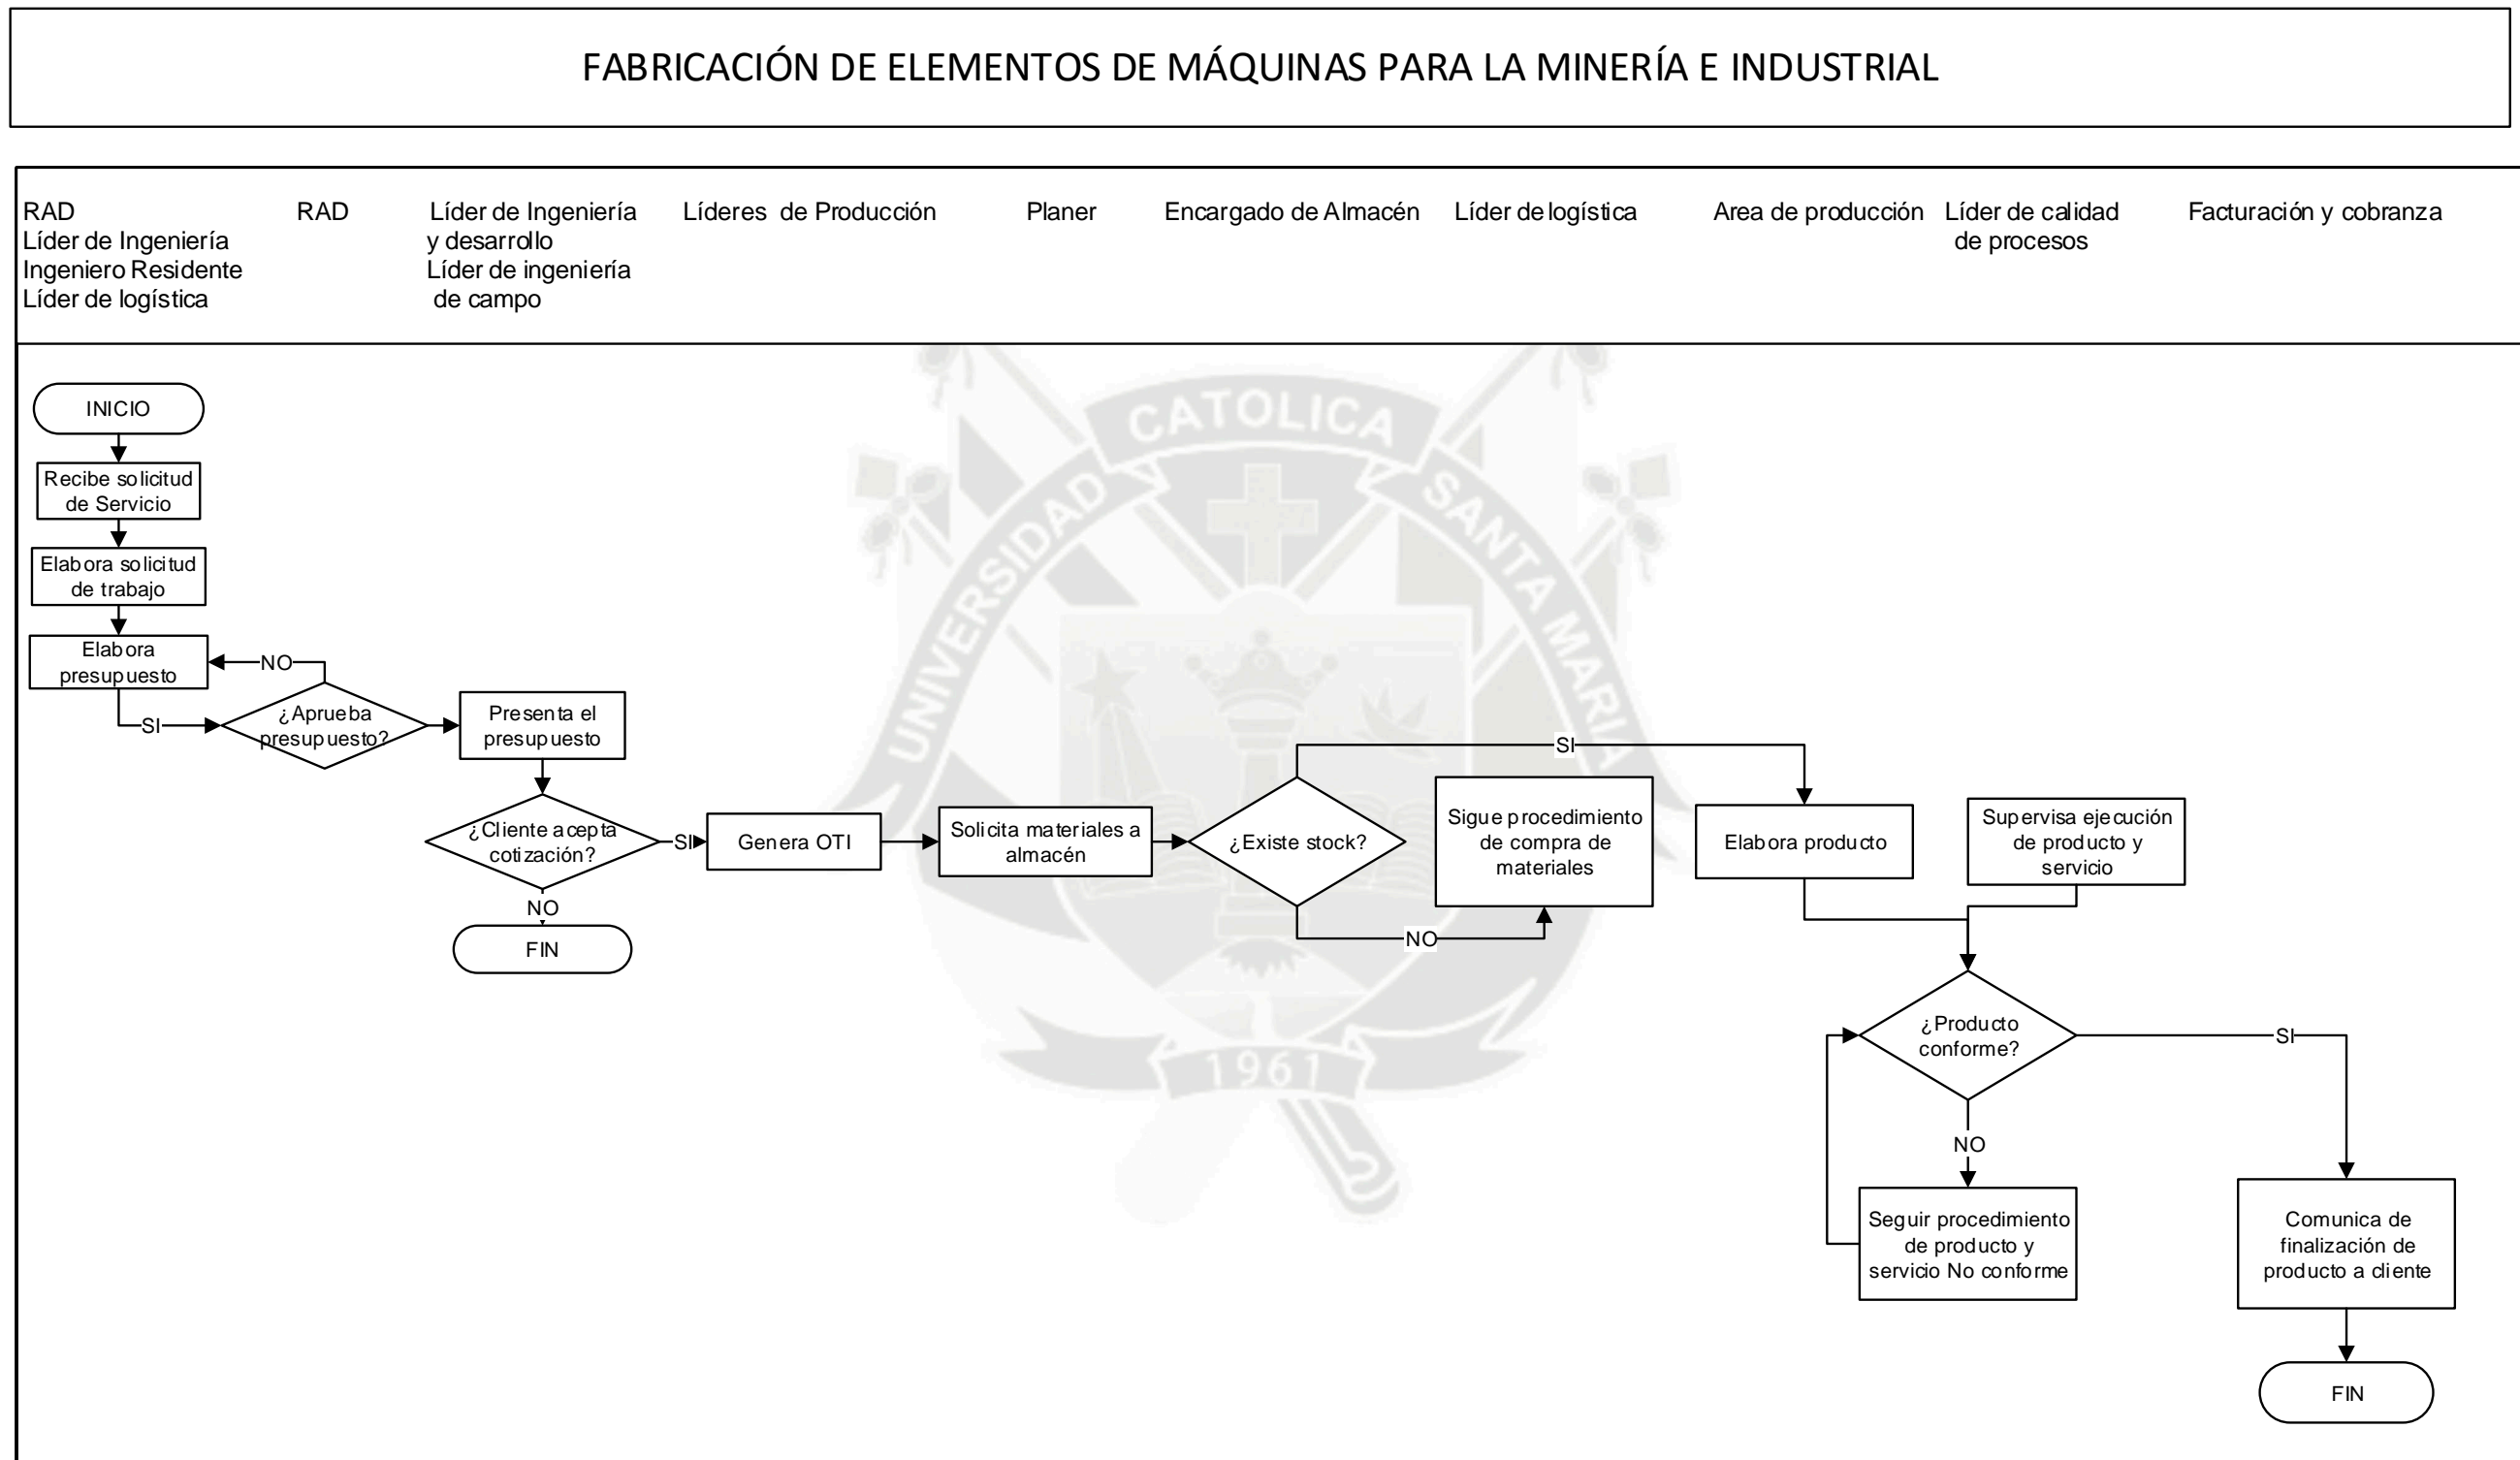 FABRICACIÓN DE ELEMENTOS DE MÁQUINAS PARA LA MINERÍA E INDUSTRIAL
RAD
Líder de Ingeniería
Ingeniero Residente
Líder de logística
RAD
Líder de Ingeniería
y desarrollo
Líder de ingeniería
de campo
Líderes de Producción
Planer
Encargado de Almacén
Líder de logística
Area de producción
Líder de calidad
de procesos
Facturación y cobranza
INICIO
Recibe solicitud
de Servicio
Elabora solicitud
de trabajo
Elabora
presupuesto
NO
SI
¿Aprueba
presupuesto?
Presenta el
presupuesto
¿Cliente acepta
cotización?
SI
NO
FIN
Genera OTI
Solicita materiales a
almacén
¿Existe stock?
SI
NO
Sigue procedimiento
de compra de
materiales
Elabora producto
Supervisa ejecución
de producto y
servicio
¿Producto
conforme?
SI
NO
Seguir procedimiento
de producto y
servicio No conforme
Comunica de
finalización de
producto a cliente
FIN
UNIVERSIDAD
CATOLICA
SANTA MARIA
1961